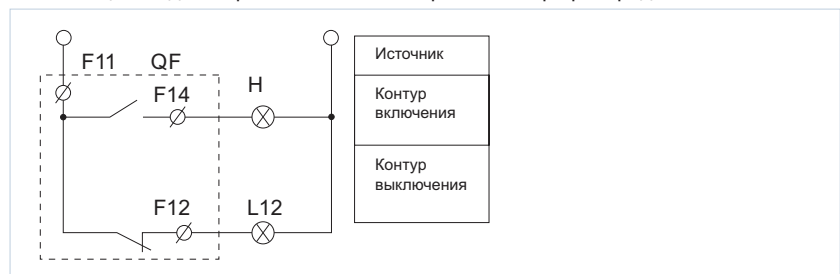 F11 QF
F14
H
F12
L12
Источник
Контур
включения
Контур
выключения